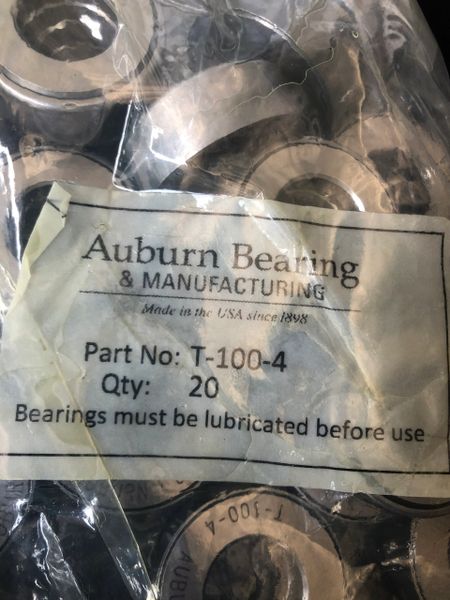 Auburn Bearing
& MANUFACTURING
Made in the USA since 1898
Part No: T-100-4
Qty: 20
Bearings must be lubricated before use
T-100-4
AUBU